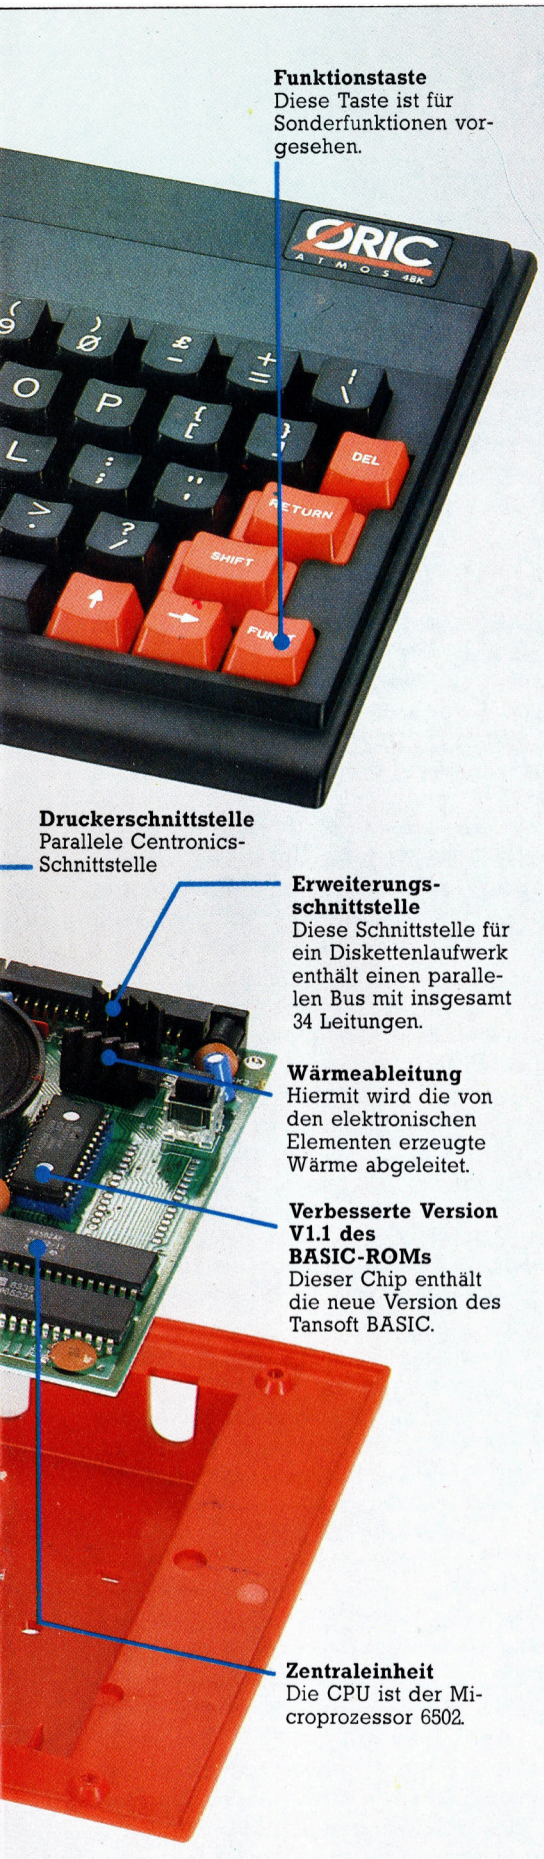 Funktionstaste
Diese Taste ist für
Sonderfunktionen vor-
gesehen.
ORIC
ATMOS 48K
( ) £ + |
9 Ø - = \
O P { }
[ ]
DEL
L : "
; '
RETURN
> ?
. /
SHIFT
↑ →
Druckerschnittstelle
Parallele Centronics-
Schnittstelle
Erweiterungs-
schnittstelle
Diese Schnittstelle für
ein Diskettenlaufwerk
enthält einen paralle-
len Bus mit insgesamt
34 Leitungen.
Wärmeableitung
Hiermit wird die von
den elektronischen
Elementen erzeugte
Wärme abgeleitet.
Verbesserte Version
V1.1 des
BASIC-ROMs
Dieser Chip enthält
die neue Version des
Tansoft BASIC.
Zentraleinheit
Die CPU ist der Mi-
croprozessor 6502.